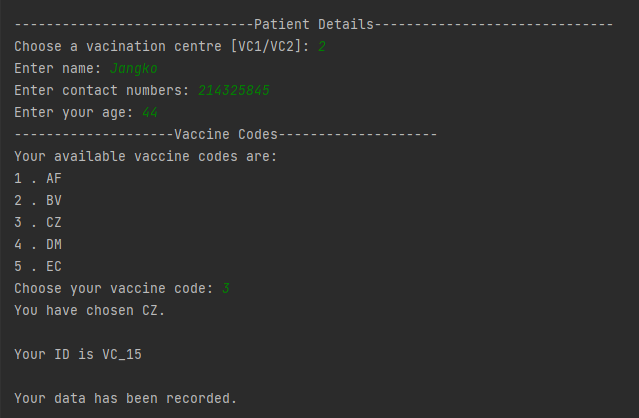 ------------------------------Patient Details------------------------------
Choose a vacination centre [VC1/VC2]: 2
Enter name: Jangko
Enter contact numbers: 214325845
Enter your age: 44
--------------------Vaccine Codes--------------------
Your available vaccine codes are:
1 . AF
2 . BV
3 . CZ
4 . DM
5 . EC
Choose your vaccine code: 3
You have chosen CZ.
Your ID is VC_15
Your data has been recorded.